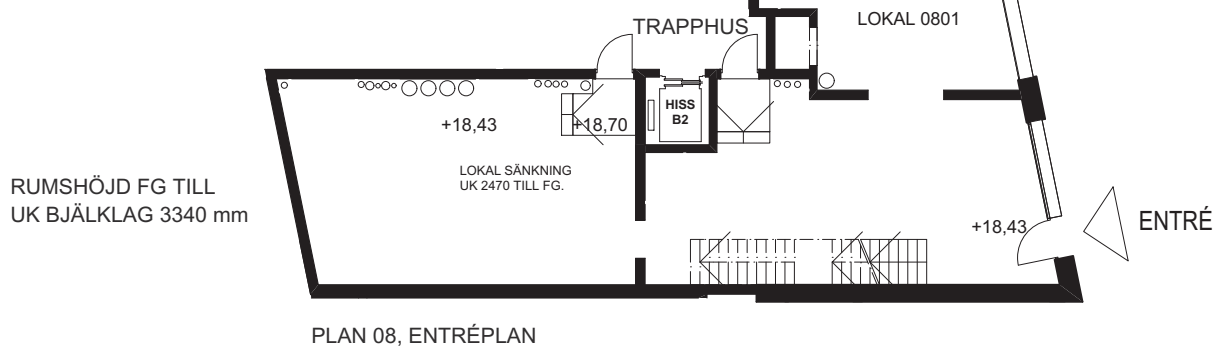 TRAPPHUS
LOKAL 0801
HISS
B2
+18,43
+18,70
LOKAL SÄNKNING
UK 2470 TILL FG.
RUMSHÖJD FG TILL
UK BJÄLKLAG 3340 mm
+18,43
ENTRÉ
PLAN 08, ENTRÉPLAN